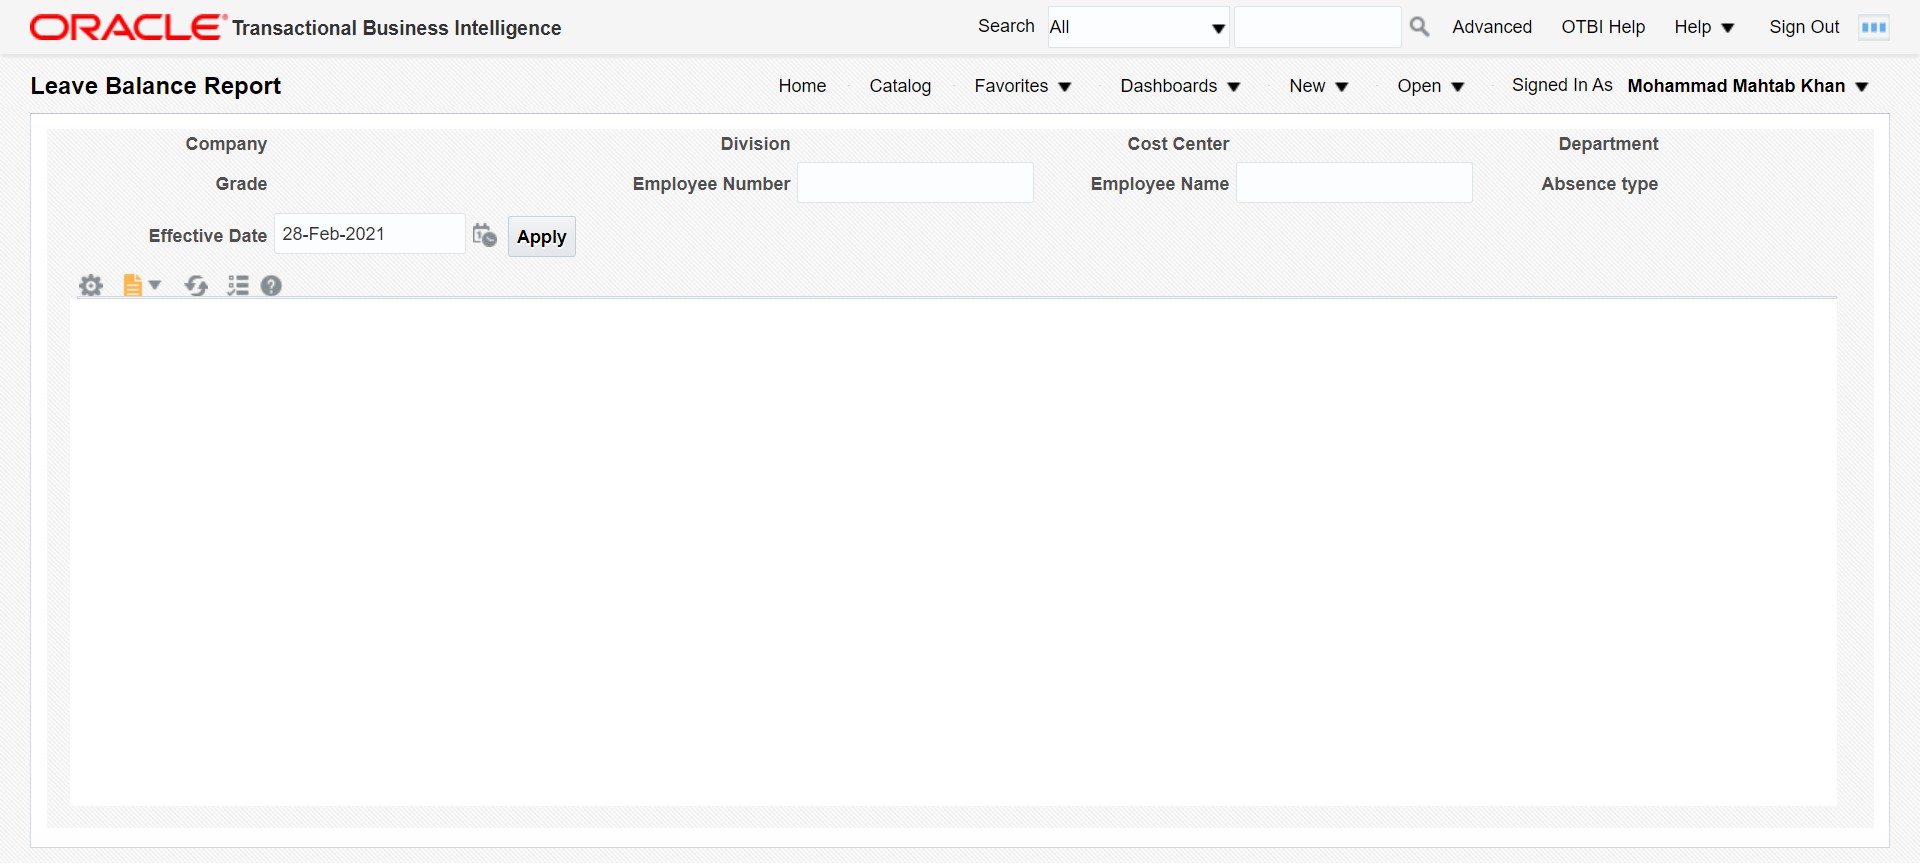 ORACLE Transactional Business Intelligence Search All Advanced OTBI Help Help Sign Out
Leave Balance Report Home Catalog Favorites Dashboards New Open Signed In As Mohammad Mahtab Khan
Company Division Cost Center Department
Grade Employee Number Employee Name Absence type
Effective Date 28-Feb-2021 Apply